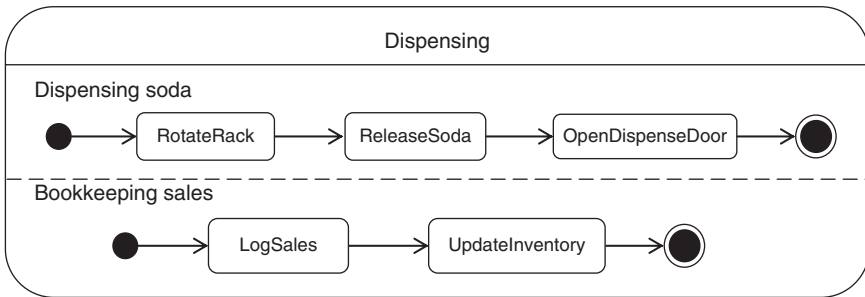 Dispensing
Dispensing soda
RotateRack
ReleaseSoda
OpenDispenseDoor
Bookkeeping sales
LogSales
UpdateInventory